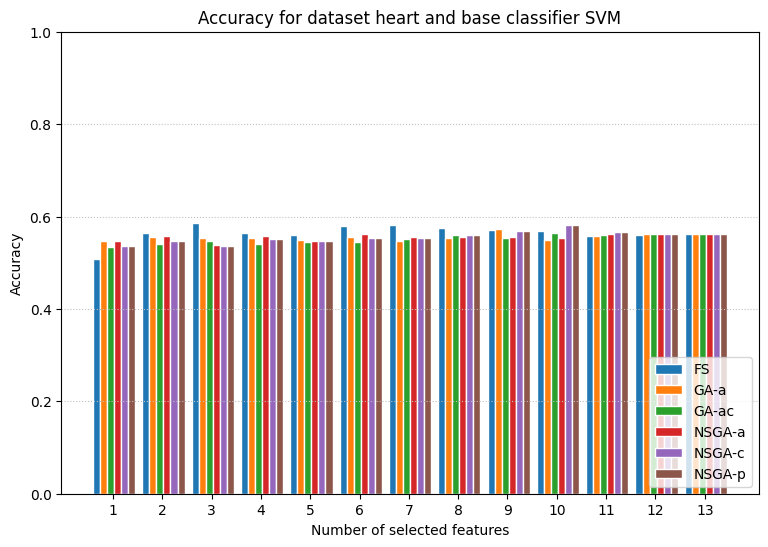 Accuracy for dataset heart and base classifier SVM
1.0
0.8
0.6
0.4
0.2
0.0
Accuracy
1 2 3 4 5 6 7 8 9 10 11 12 13
Number of selected features
FS
GA-a
GA-ac
NSGA-a
NSGA-c
NSGA-p